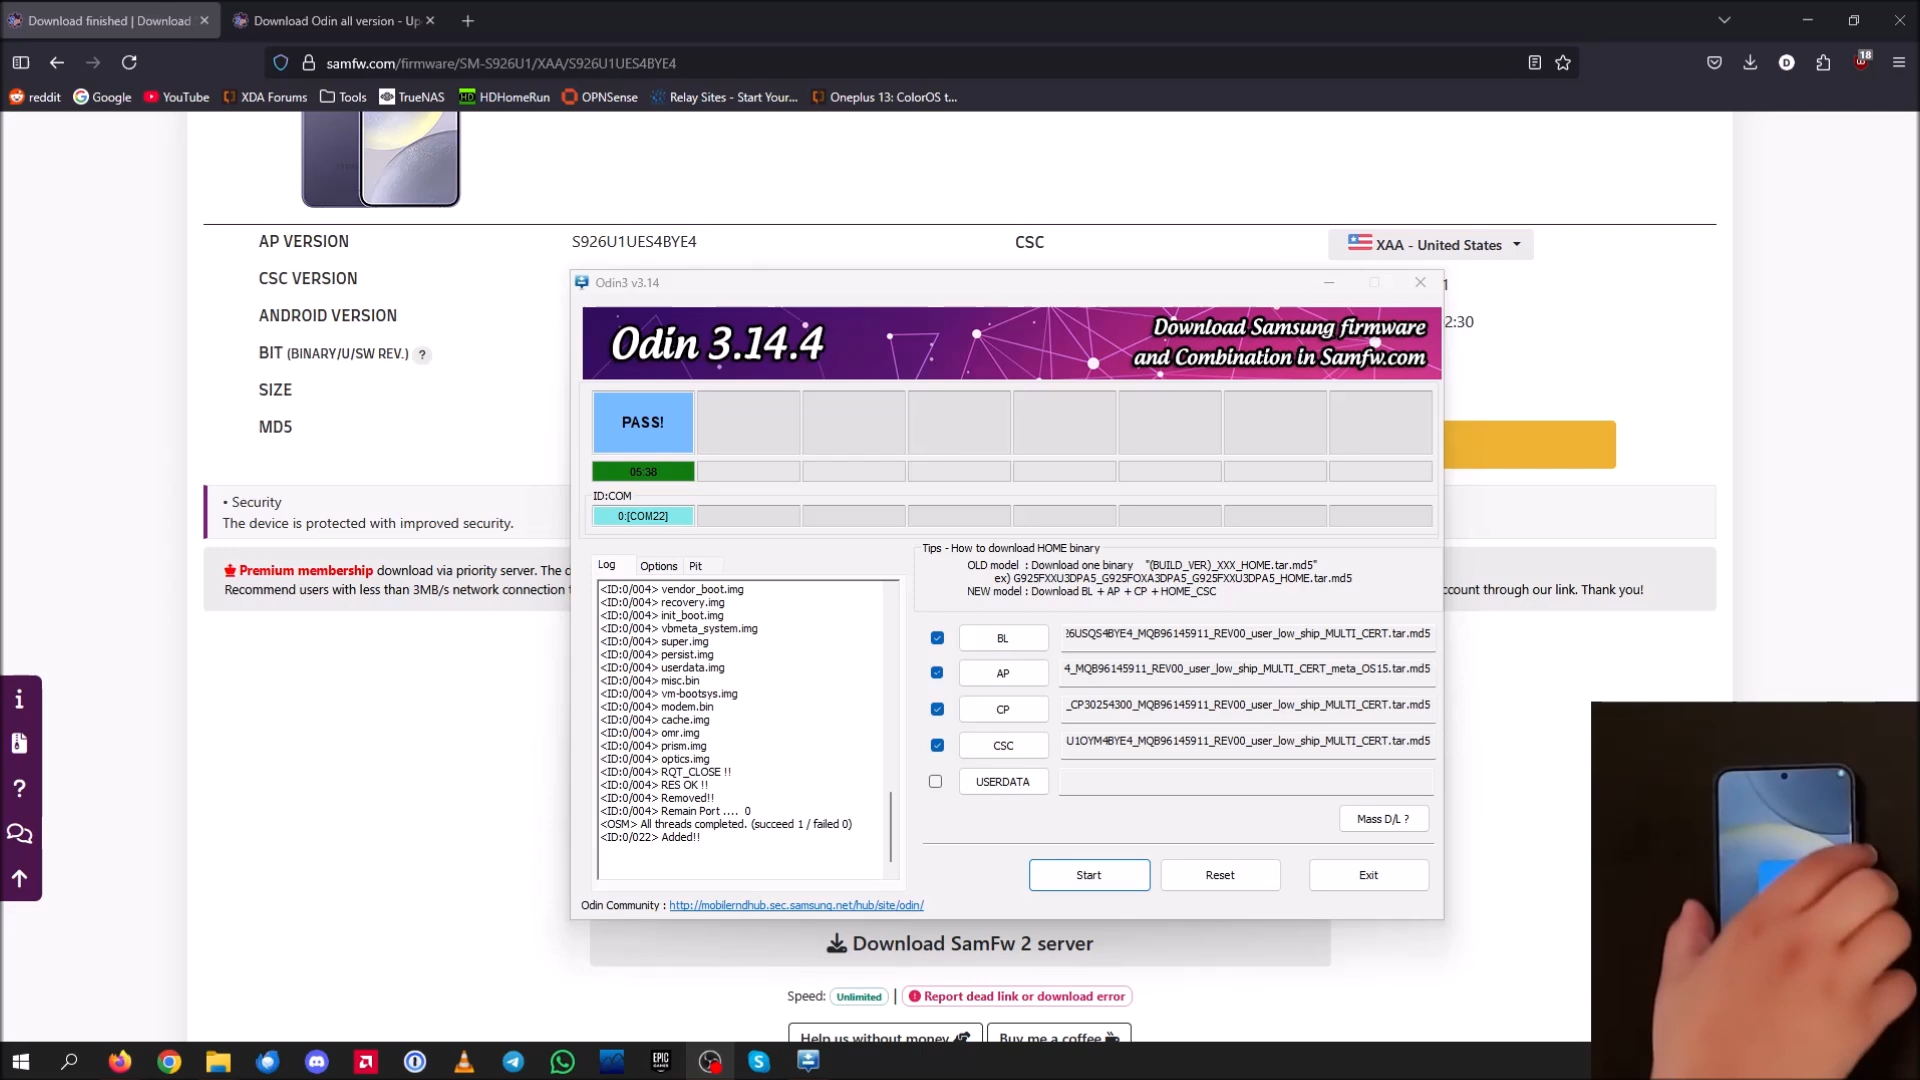 Download finished | Download
Download Odin all version - Up
samfw.com/firmware/SM-S926U1/XAA/S926U1UES4BYE4
18
reddit
Google
YouTube
XDA Forums
Tools
TrueNAS
HDHomeRun
OPNSense
Relay Sites - Start Your...
Oneplus 13: ColorOS t...
AP VERSION
S926U1UES4BYE4
CSC
XAA - United States
CSC VERSION
1
ANDROID VERSION
2:30
BIT (BINARY/U/SW REV.) ?
SIZE
MD5
• Security
The device is protected with improved security.
Premium membership download via priority server. The d
Recommend users with less than 3MB/s network connection t
ccount through our link. Thank you!
Odin3 v3.14
Odin 3.14.4
Download Samsung firmware
and Combination in Samfw.com
PASS!
05:38
ID:COM
0:[COM22]
Log
Options
Pit
<ID:0/004> vendor_boot.img
<ID:0/004> recovery.img
<ID:0/004> init_boot.img
<ID:0/004> vbmeta_system.img
<ID:0/004> super.img
<ID:0/004> persist.img
<ID:0/004> userdata.img
<ID:0/004> misc.bin
<ID:0/004> vm-bootsys.img
<ID:0/004> modem.bin
<ID:0/004> cache.img
<ID:0/004> omr.img
<ID:0/004> prism.img
<ID:0/004> optics.img
<ID:0/004> RQT_CLOSE !!
<ID:0/004> RES OK !!
<ID:0/004> Removed!!
<ID:0/004> Remain Port .... 0
<OSM> All threads completed. (succeed 1 / failed 0)
<ID:0/022> Added!!
Tips - How to download HOME binary
OLD model : Download one binary "(BUILD_VER)_XXX_HOME.tar.md5"
ex) G925FXXU3DPA5_G925FOXA3DPA5_G925FXXU3DPA5_HOME.tar.md5
NEW model : Download BL + AP + CP + HOME_CSC
BL
26USQS4BYE4_MQB96145911_REV00_user_low_ship_MULTI_CERT.tar.md5
AP
4_MQB96145911_REV00_user_low_ship_MULTI_CERT_meta_OS15.tar.md5
CP
_CP30254300_MQB96145911_REV00_user_low_ship_MULTI_CERT.tar.md5
CSC
U1OYM4BYE4_MQB96145911_REV00_user_low_ship_MULTI_CERT.tar.md5
USERDATA
Mass D/L ?
Start
Reset
Exit
Odin Community : http://mobilerndhub.sec.samsung.net/hub/site/odin/
Download SamFw 2 server
Speed: Unlimited | Report dead link or download error
Help us without money
Buy me a coffee
EPIC
GAMES